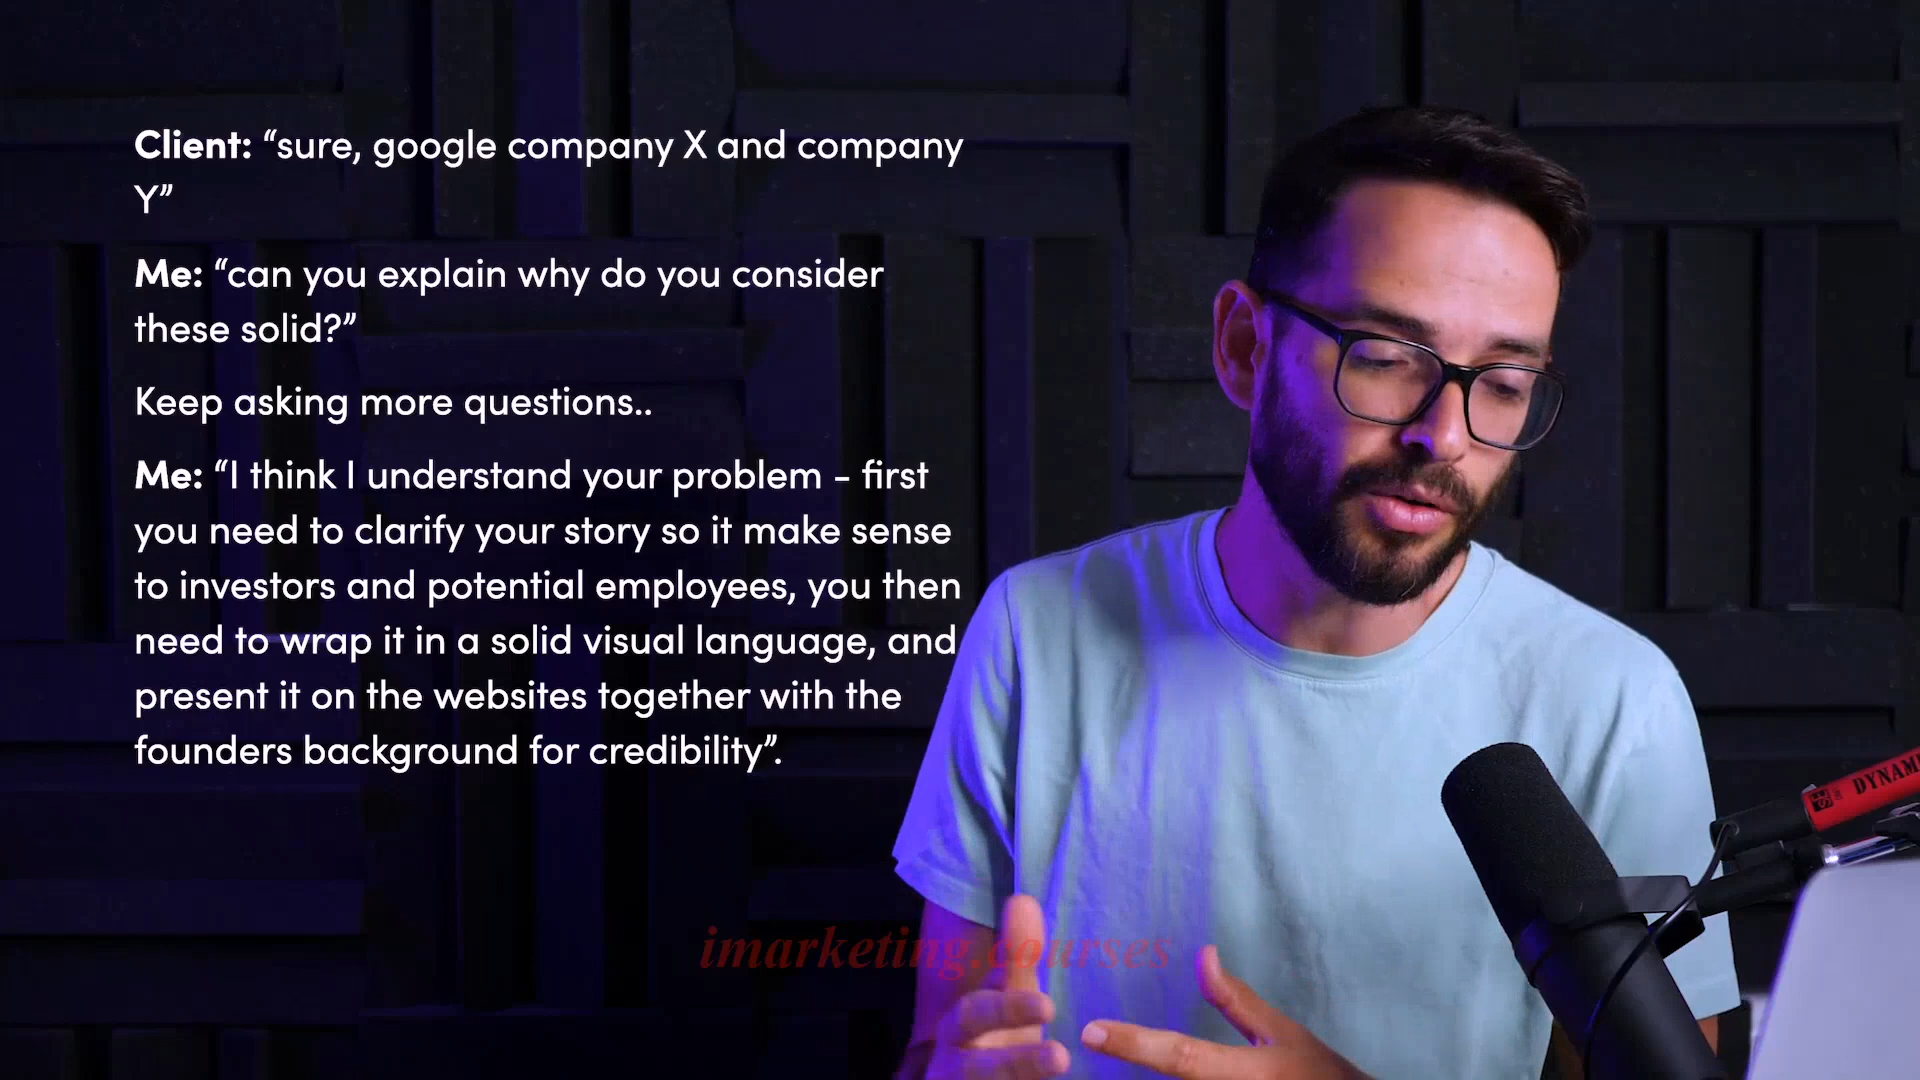 Client: “sure, google company X and company
Y”
Me: “can you explain why do you consider
these solid?”
Keep asking more questions..
Me: “I think I understand your problem - first
you need to clarify your story so it make sense
to investors and potential employees, you then
need to wrap it in a solid visual language, and
present it on the websites together with the
founders background for credibility”.
DYNAM
imarketing.courses